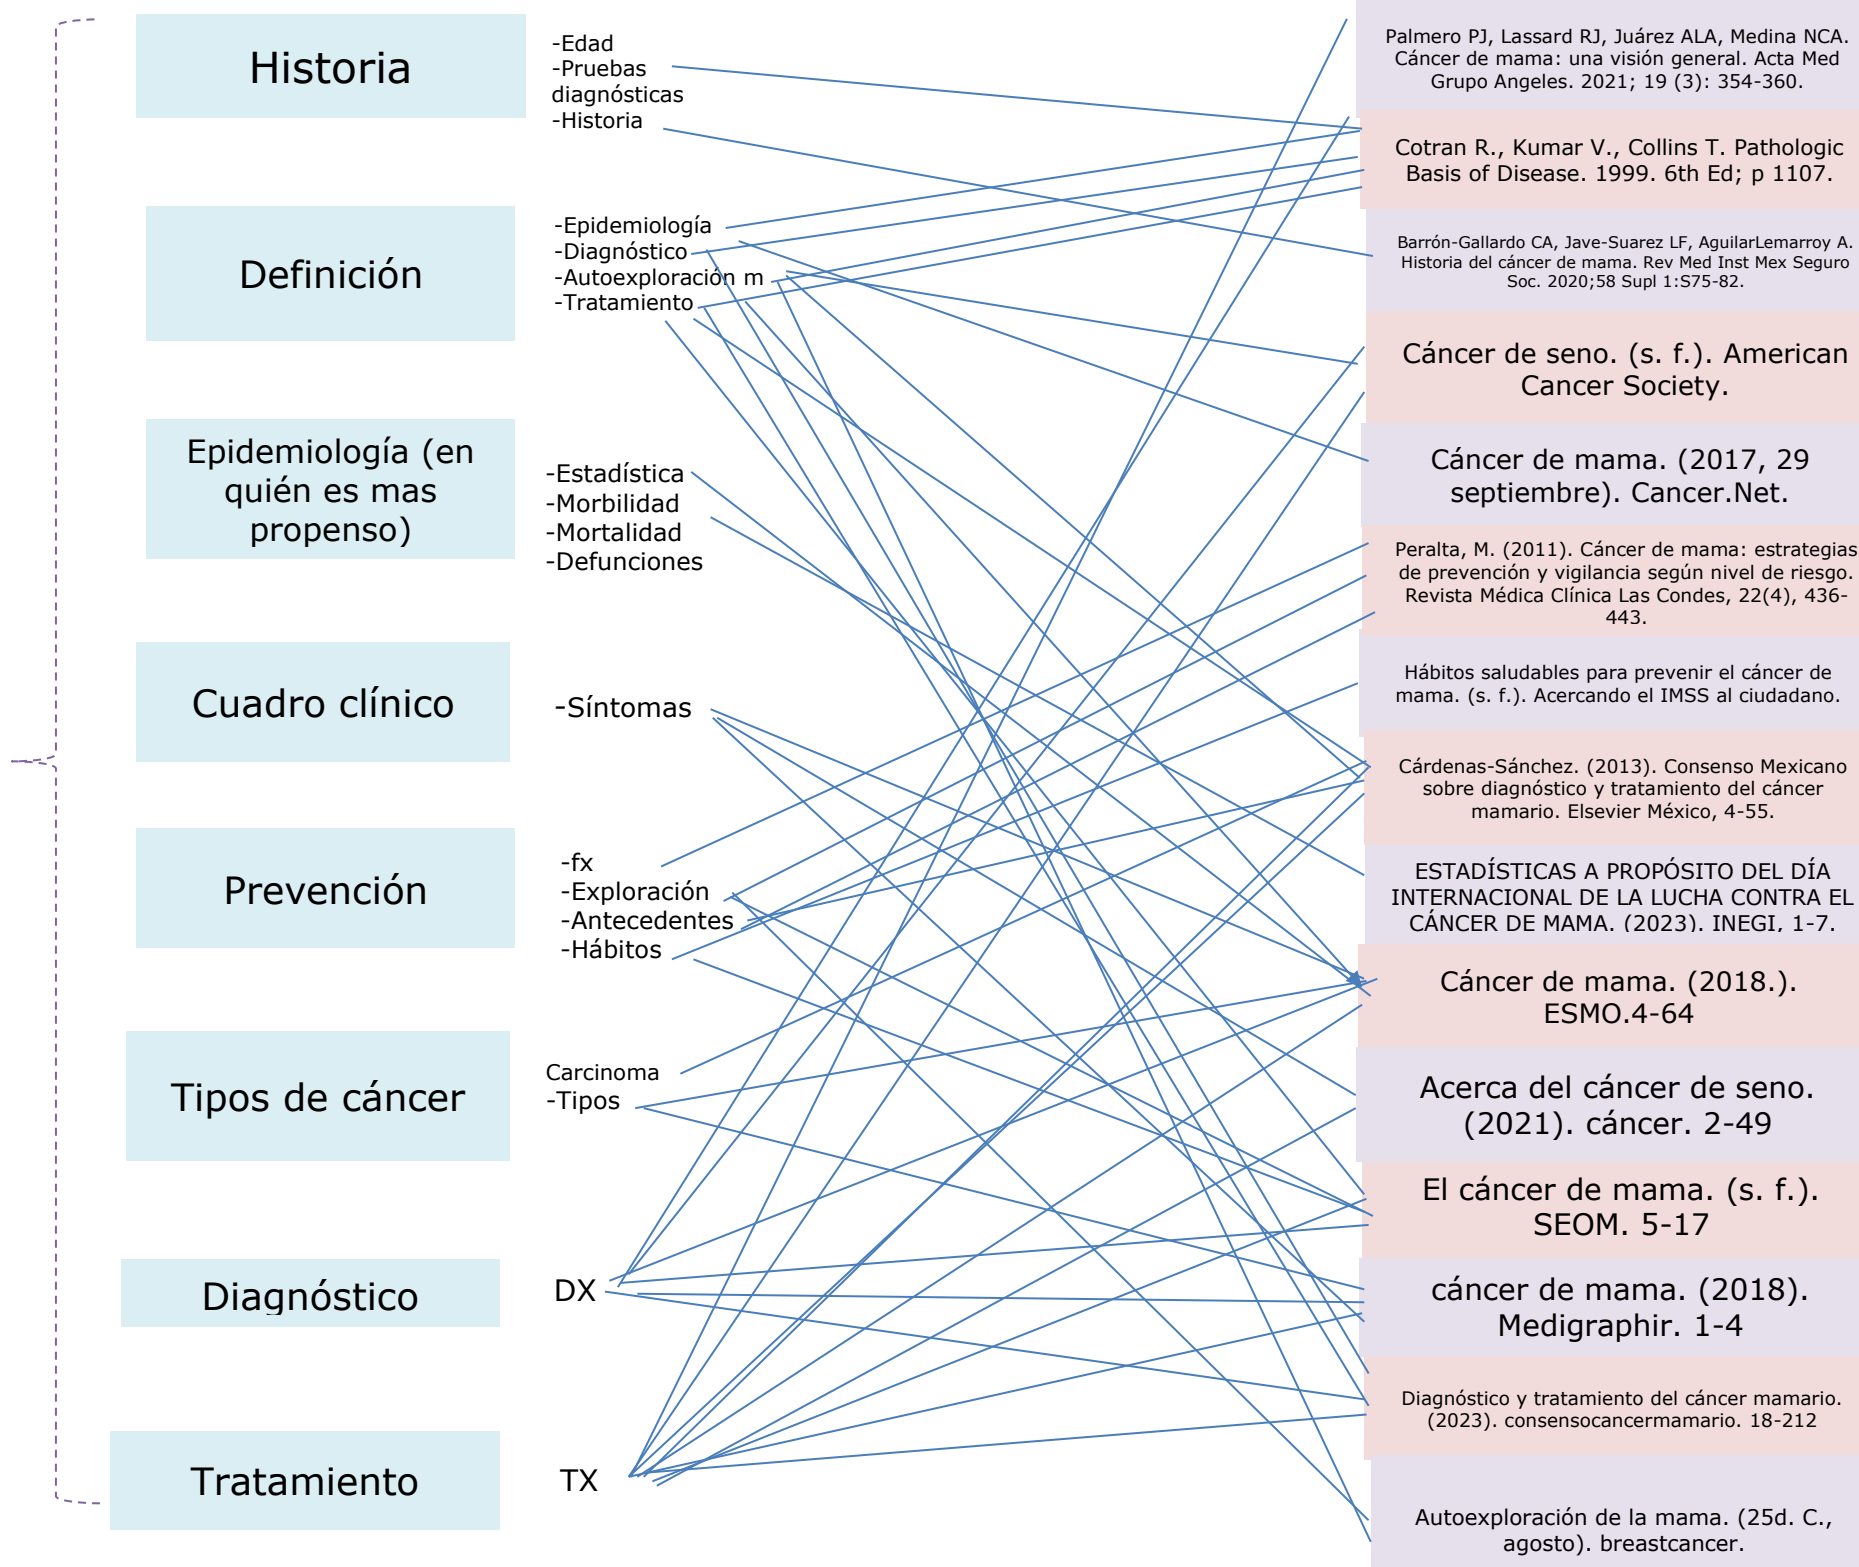 Historia
-Edad
-Pruebas
diagnósticas
-Historia
Definición
-Epidemiología
-Diagnóstico
-Autoexploración m
-Tratamiento
Epidemiología (en
quién es mas
propenso)
-Estadística
-Morbilidad
-Mortalidad
-Defunciones
Cuadro clínico
-Síntomas
Prevención
-fx
-Exploración
-Antecedentes
-Hábitos
Tipos de cáncer
Carcinoma
-Tipos
Diagnóstico
DX
Tratamiento
TX
Palmero PJ, Lassard RJ, Juárez ALA, Medina NCA.
Cáncer de mama: una visión general. Acta Med
Grupo Angeles. 2021; 19 (3): 354-360.
Cotran R., Kumar V., Collins T. Pathologic
Basis of Disease. 1999. 6th Ed; p 1107.
Barrón-Gallardo CA, Jave-Suarez LF, AguilarLemarroy A.
Historia del cáncer de mama. Rev Med Inst Mex Seguro
Soc. 2020;58 Supl 1:S75-82.
Cáncer de seno. (s. f.). American
Cancer Society.
Cáncer de mama. (2017, 29
septiembre). Cancer.Net.
Peralta, M. (2011). Cáncer de mama: estrategias
de prevención y vigilancia según nivel de riesgo.
Revista Médica Clínica Las Condes, 22(4), 436-
443.
Hábitos saludables para prevenir el cáncer de
mama. (s. f.). Acercando el IMSS al ciudadano.
Cárdenas-Sánchez. (2013). Consenso Mexicano
sobre diagnóstico y tratamiento del cáncer
mamario. Elsevier México, 4-55.
ESTADÍSTICAS A PROPÓSITO DEL DÍA
INTERNACIONAL DE LA LUCHA CONTRA EL
CÁNCER DE MAMA. (2023). INEGI, 1-7.
Cáncer de mama. (2018.).
ESMO.4-64
Acerca del cáncer de seno.
(2021). cáncer. 2-49
El cáncer de mama. (s. f.).
SEOM. 5-17
cáncer de mama. (2018).
Medigraphir. 1-4
Diagnóstico y tratamiento del cáncer mamario.
(2023). consensocancermamario. 18-212
Autoexploración de la mama. (25d. C.,
agosto). breastcancer.